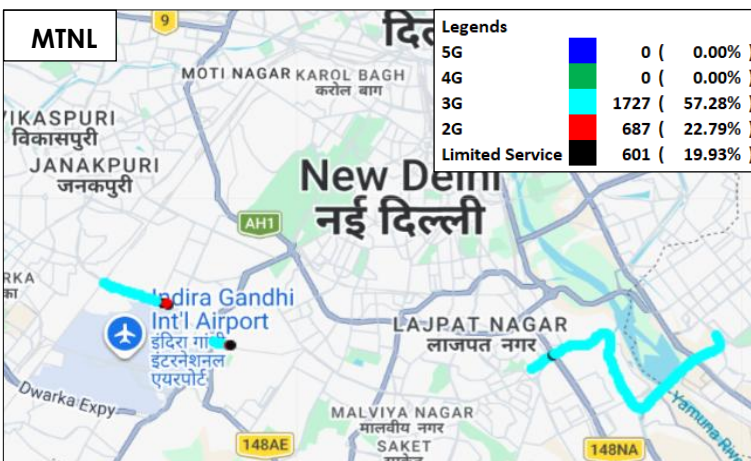 MTNL
9
Legends
5G 0 ( 0.00% )
4G 0 ( 0.00% )
3G 1727 ( 57.28% )
2G 687 ( 22.79% )
Limited Service 601 ( 19.93% )
MOTI NAGAR
KAROL BAGH
करोल बाग
VIKASPURI
विकासपुरी
JANAKPURI
जनकपुरी
New Delhi
नई दिल्ली
AH1
Indira Gandhi
Int'l Airport
इंदिरा गांधी
इंटरनेशनल
एयरपोर्ट
LAJPAT NAGAR
लाजपत नगर
Dwarka Expy
MALVIYA NAGAR
मालवीय नगर
SAKET
148AE
148NA
Yamuna River